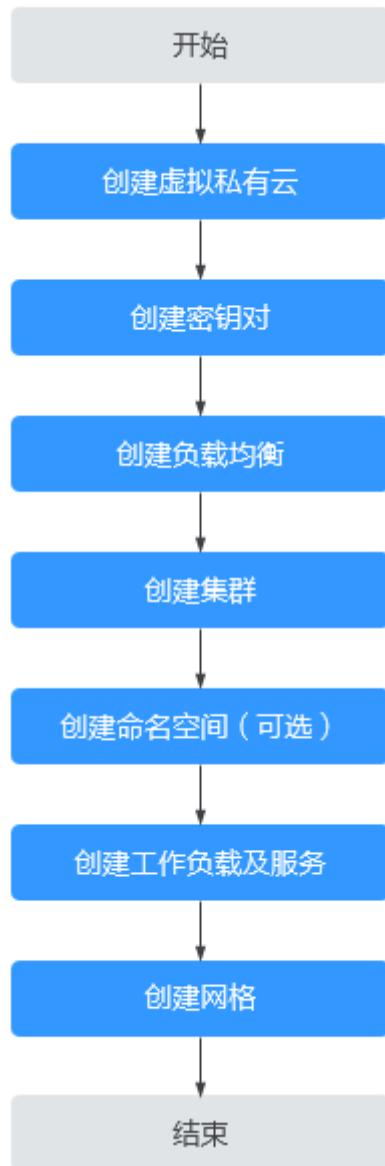 开始
创建虚拟私有云
创建密钥对
创建负载均衡
创建集群
创建命名空间（可选）
创建工作负载及服务
创建网格
结束